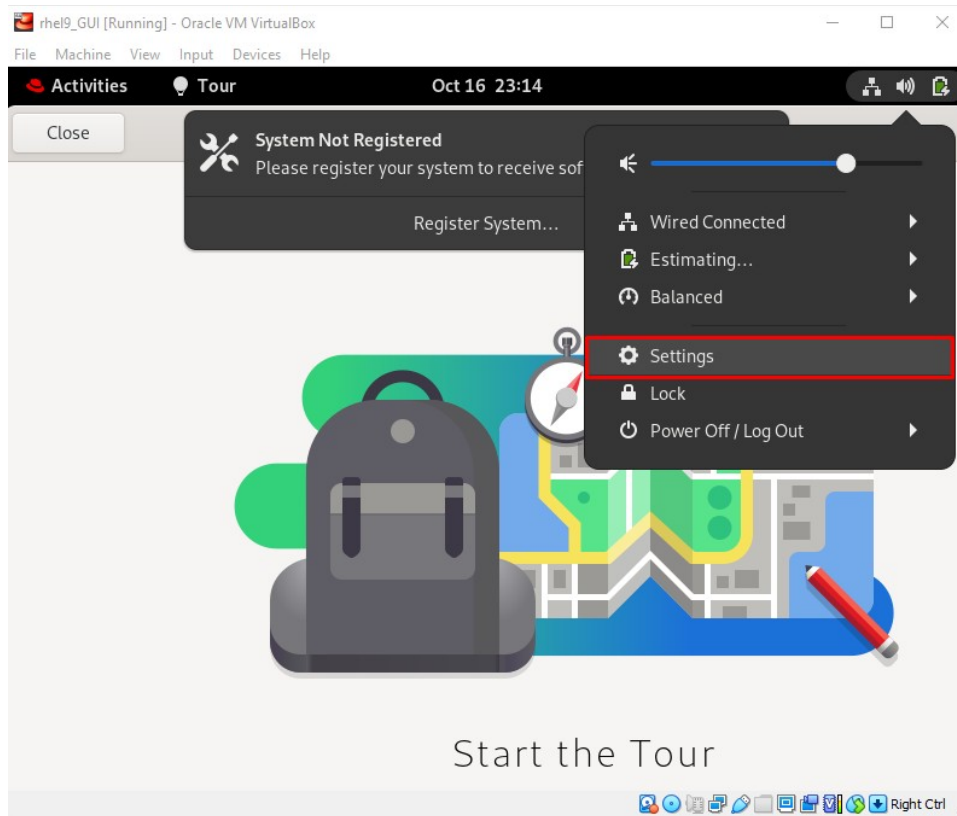 rhel9_GUI [Running] - Oracle VM VirtualBox
File Machine View Input Devices Help
Activities Tour Oct 16 23:14
Close
System Not Registered
Please register your system to receive sof
Register System...
Wired Connected
Estimating...
Balanced
Settings
Lock
Power Off / Log Out
Start the Tour
Right Ctrl